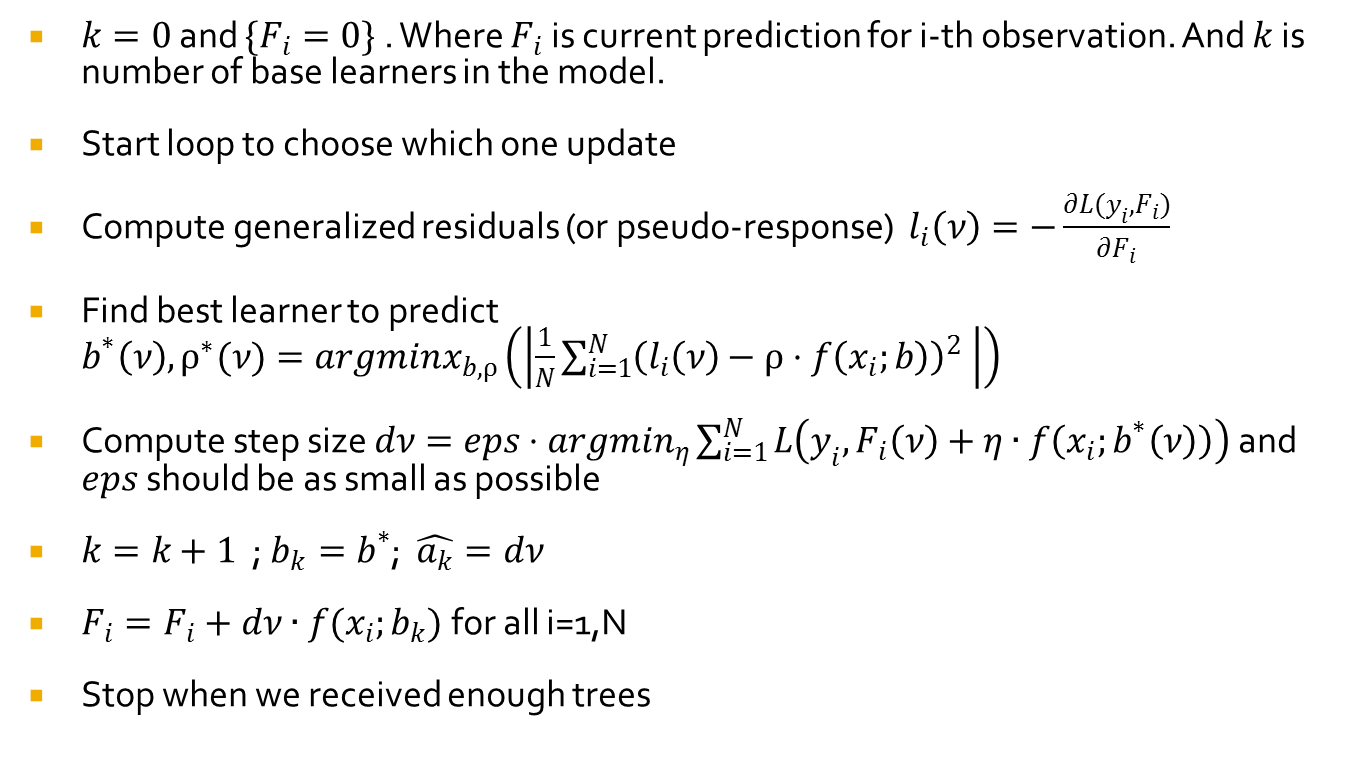 ▪ k = 0 and {F_i = 0} . Where F_i is current prediction for i-th observation. And k is
number of base learners in the model.
▪ Start loop to choose which one update
▪ Compute generalized residuals (or pseudo-response) l_i(ν) = −∂L(y_i,F_i)/∂F_i
▪ Find best learner to predict
b*(ν), ρ*(ν) = argminx_{b,ρ} (|1/N ∑_{i=1}^{N} (l_i(ν) − ρ · f(x_i; b))² |)
▪ Compute step size dν = eps · argmin_η ∑_{i=1}^{N} L(y_i, F_i(ν) + η · f(x_i; b*(ν))) and
eps should be as small as possible
▪ k = k + 1 ; b_k = b*; \widehat{a_k} = dν
▪ F_i = F_i + dν · f(x_i; b_k) for all i=1,N
▪ Stop when we received enough trees